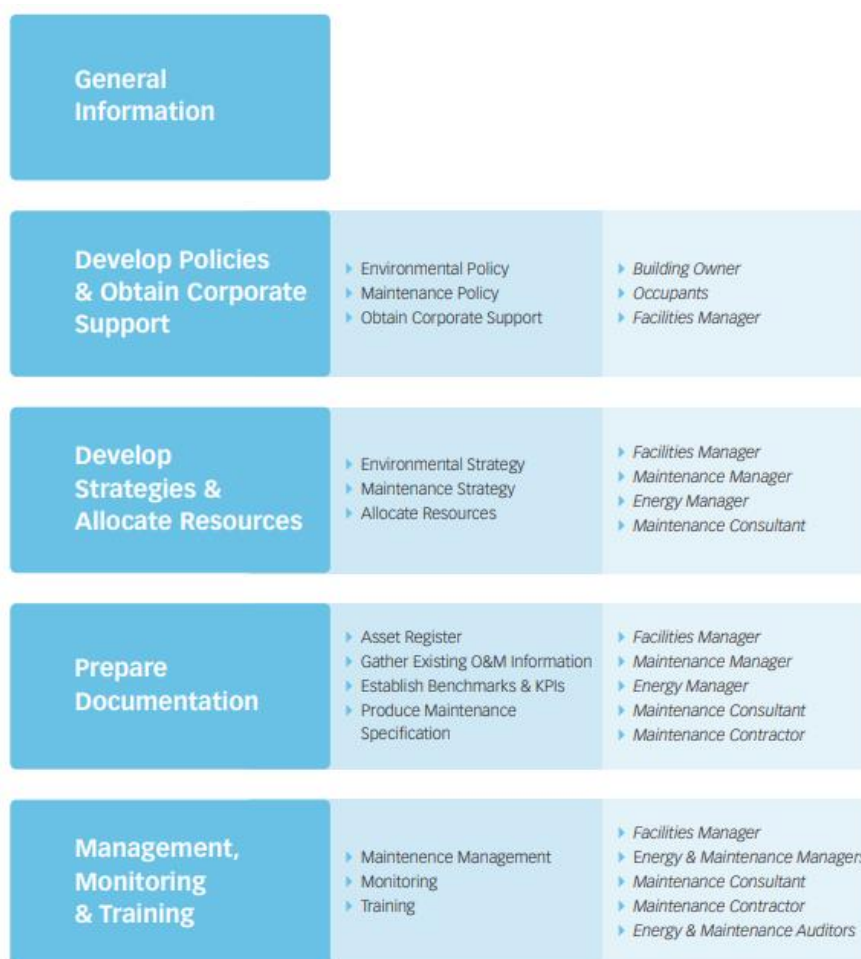 General
Information
Develop Policies
& Obtain Corporate
Support
Environmental Policy
Maintenance Policy
Obtain Corporate Support
Building Owner
Occupants
Facilities Manager
Develop
Strategies &
Allocate Resources
Environmental Strategy
Maintenance Strategy
Allocate Resources
Facilities Manager
Maintenance Manager
Energy Manager
Maintenance Consultant
Prepare
Documentation
Asset Register
Gather Existing O&M Information
Establish Benchmarks & KPIs
Produce Maintenance
Specification
Facilities Manager
Maintenance Manager
Energy Manager
Maintenance Consultant
Maintenance Contractor
Management,
Monitoring
& Training
Maintenence Management
Monitoring
Training
Facilities Manager
Energy & Maintenance Managers
Maintenance Consultant
Maintenance Contractor
Energy & Maintenance Auditors